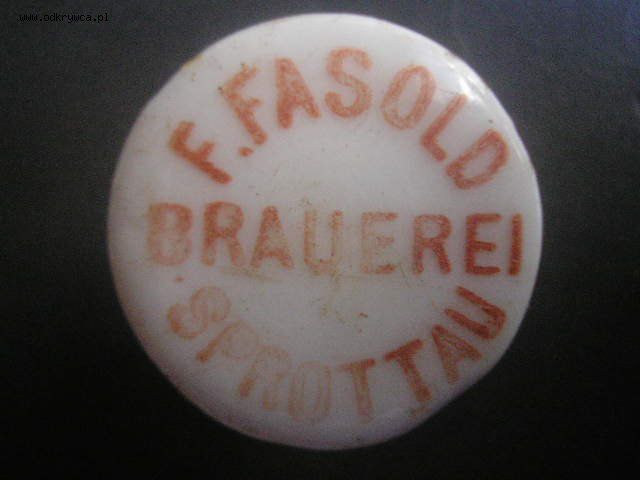 www.odkrywca.pl
F. FASOLD
BRAUEREI
SPROTTAU